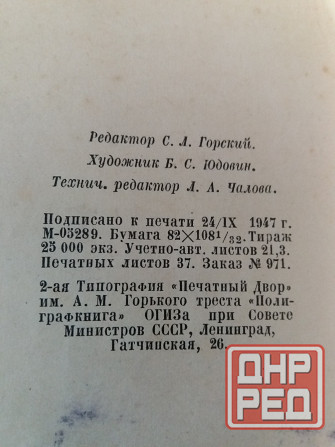 Редактор С. Л. Горский.
Художник Б. С. Юдовин.
Технич. редактор Л. А. Чалова.
Подписано к печати 24/IX 1947 г.
М-05289. Бумага 82×108¹/₃₂. Тираж
25 000 экз. Учетно-авт. листов 21,3.
Печатных листов 37. Заказ № 971.
2-ая Типография «Печатный Двор»
им. А. М. Горького треста «Поли-
графкнига» ОГИЗа при Совете
Министров СССР, Ленинград,
Гатчинская, 26.
ДНР
РЕД